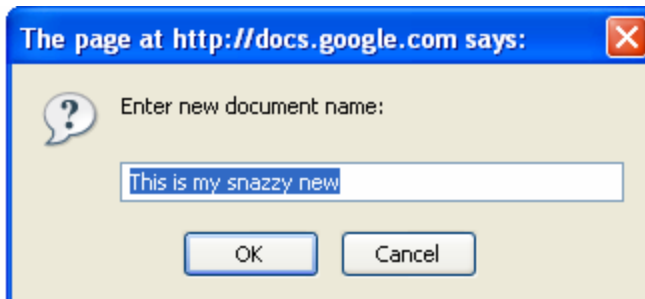 The page at http://docs.google.com says:
Enter new document name:
This is my snazzy new
OK Cancel